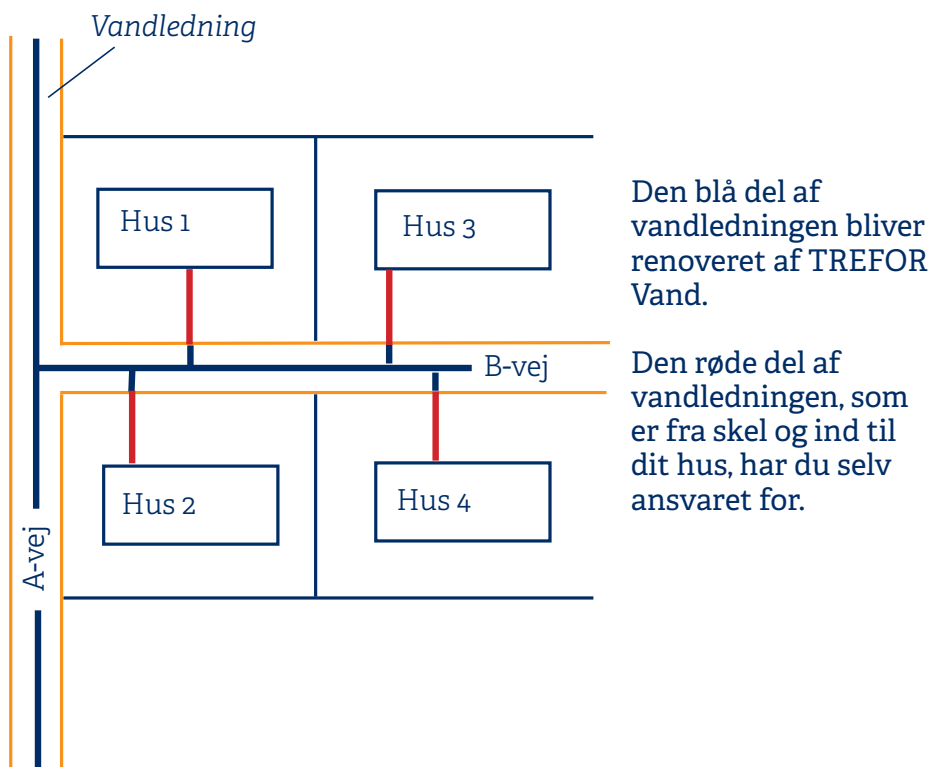 Vandledning
Hus 1
Hus 3
Den blå del af
vandledningen bliver
renoveret af TREFOR
Vand.
B-vej
Den røde del af
vandledningen, som
er fra skel og ind til
dit hus, har du selv
ansvaret for.
Hus 2
Hus 4
A-vej